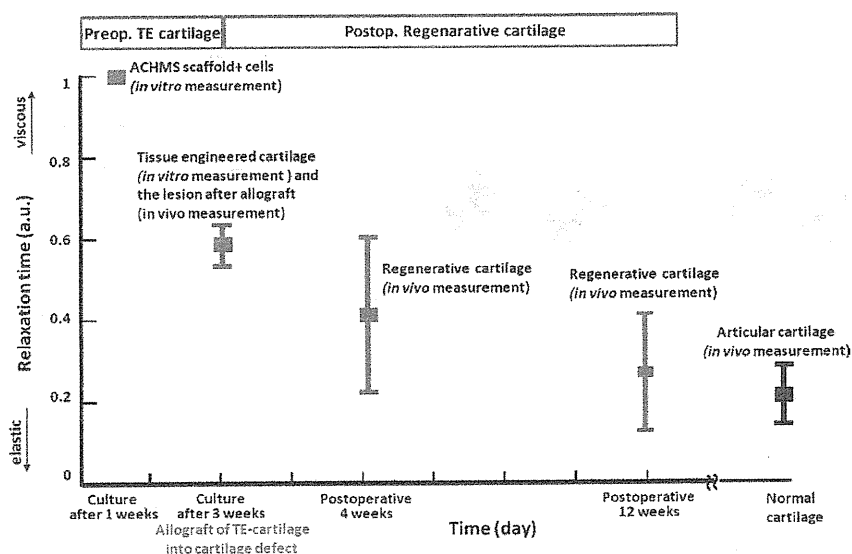 Preop. TE cartilage
Postop. Regenarative cartilage
ACHMS scaffold+ cells
(in vitro measurement)
viscous
1
0.8
0.6
0.4
0.2
0
Relaxation time (a.u.)
elastic
Tissue engineered cartilage
(in vitro measurement ) and
the lesion after allograft
(in vivo measurement)
Regenerative cartilage
(in vivo measurement)
Regenerative cartilage
(in vivo measurement)
Articular cartilage
(in vivo measurement)
Culture
after 1 weeks
Culture
after 3 weeks
Allograft of TE-cartilage
into cartilage defect
Postoperative
4 weeks
Time (day)
Postoperative
12 weeks
Normal
cartilage